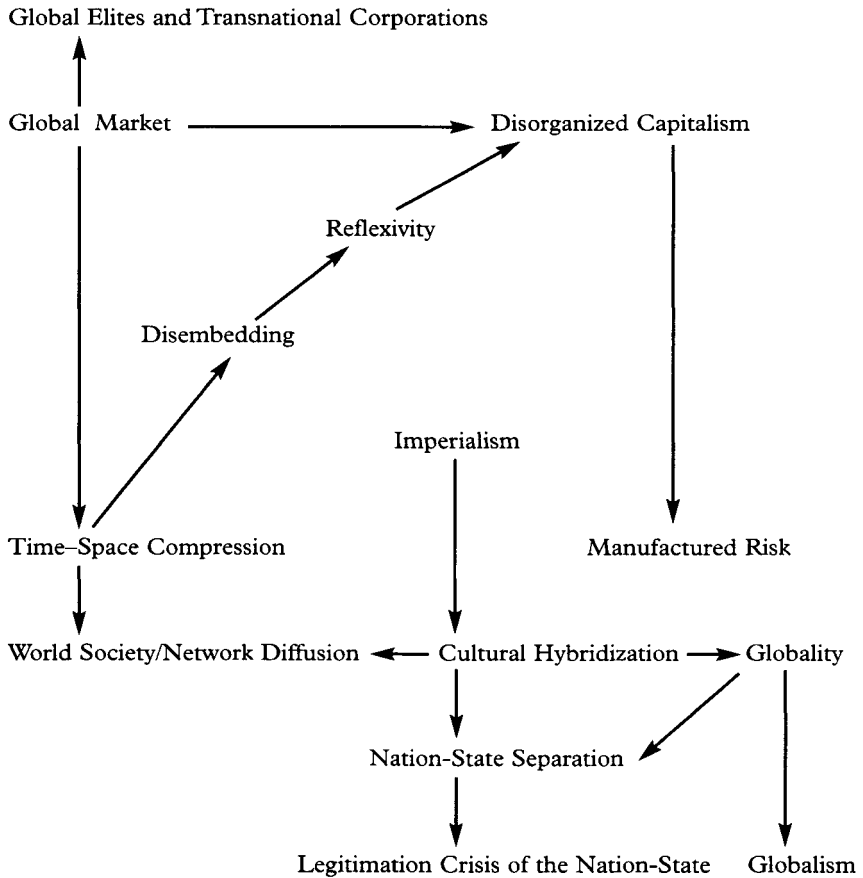 Global Elites and Transnational Corporations
Global Market
Disorganized Capitalism
Reflexivity
Disembedding
Imperialism
Time–Space Compression
Manufactured Risk
World Society/Network Diffusion
Cultural Hybridization
Globality
Nation-State Separation
Legitimation Crisis of the Nation-State
Globalism